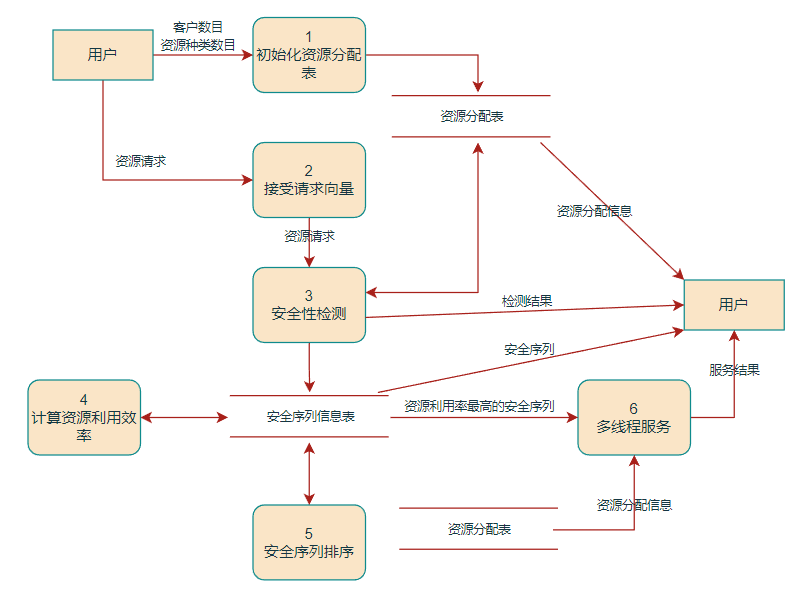 客户数目
资源种类数目
用户
1
初始化资源分配
表
资源分配表
资源请求
2
接受请求向量
资源分配信息
资源请求
3
安全性检测
检测结果
用户
安全序列
服务结果
4
计算资源利用效
率
安全序列信息表
资源利用率最高的安全序列
6
多线程服务
资源分配信息
5
安全序列排序
资源分配表